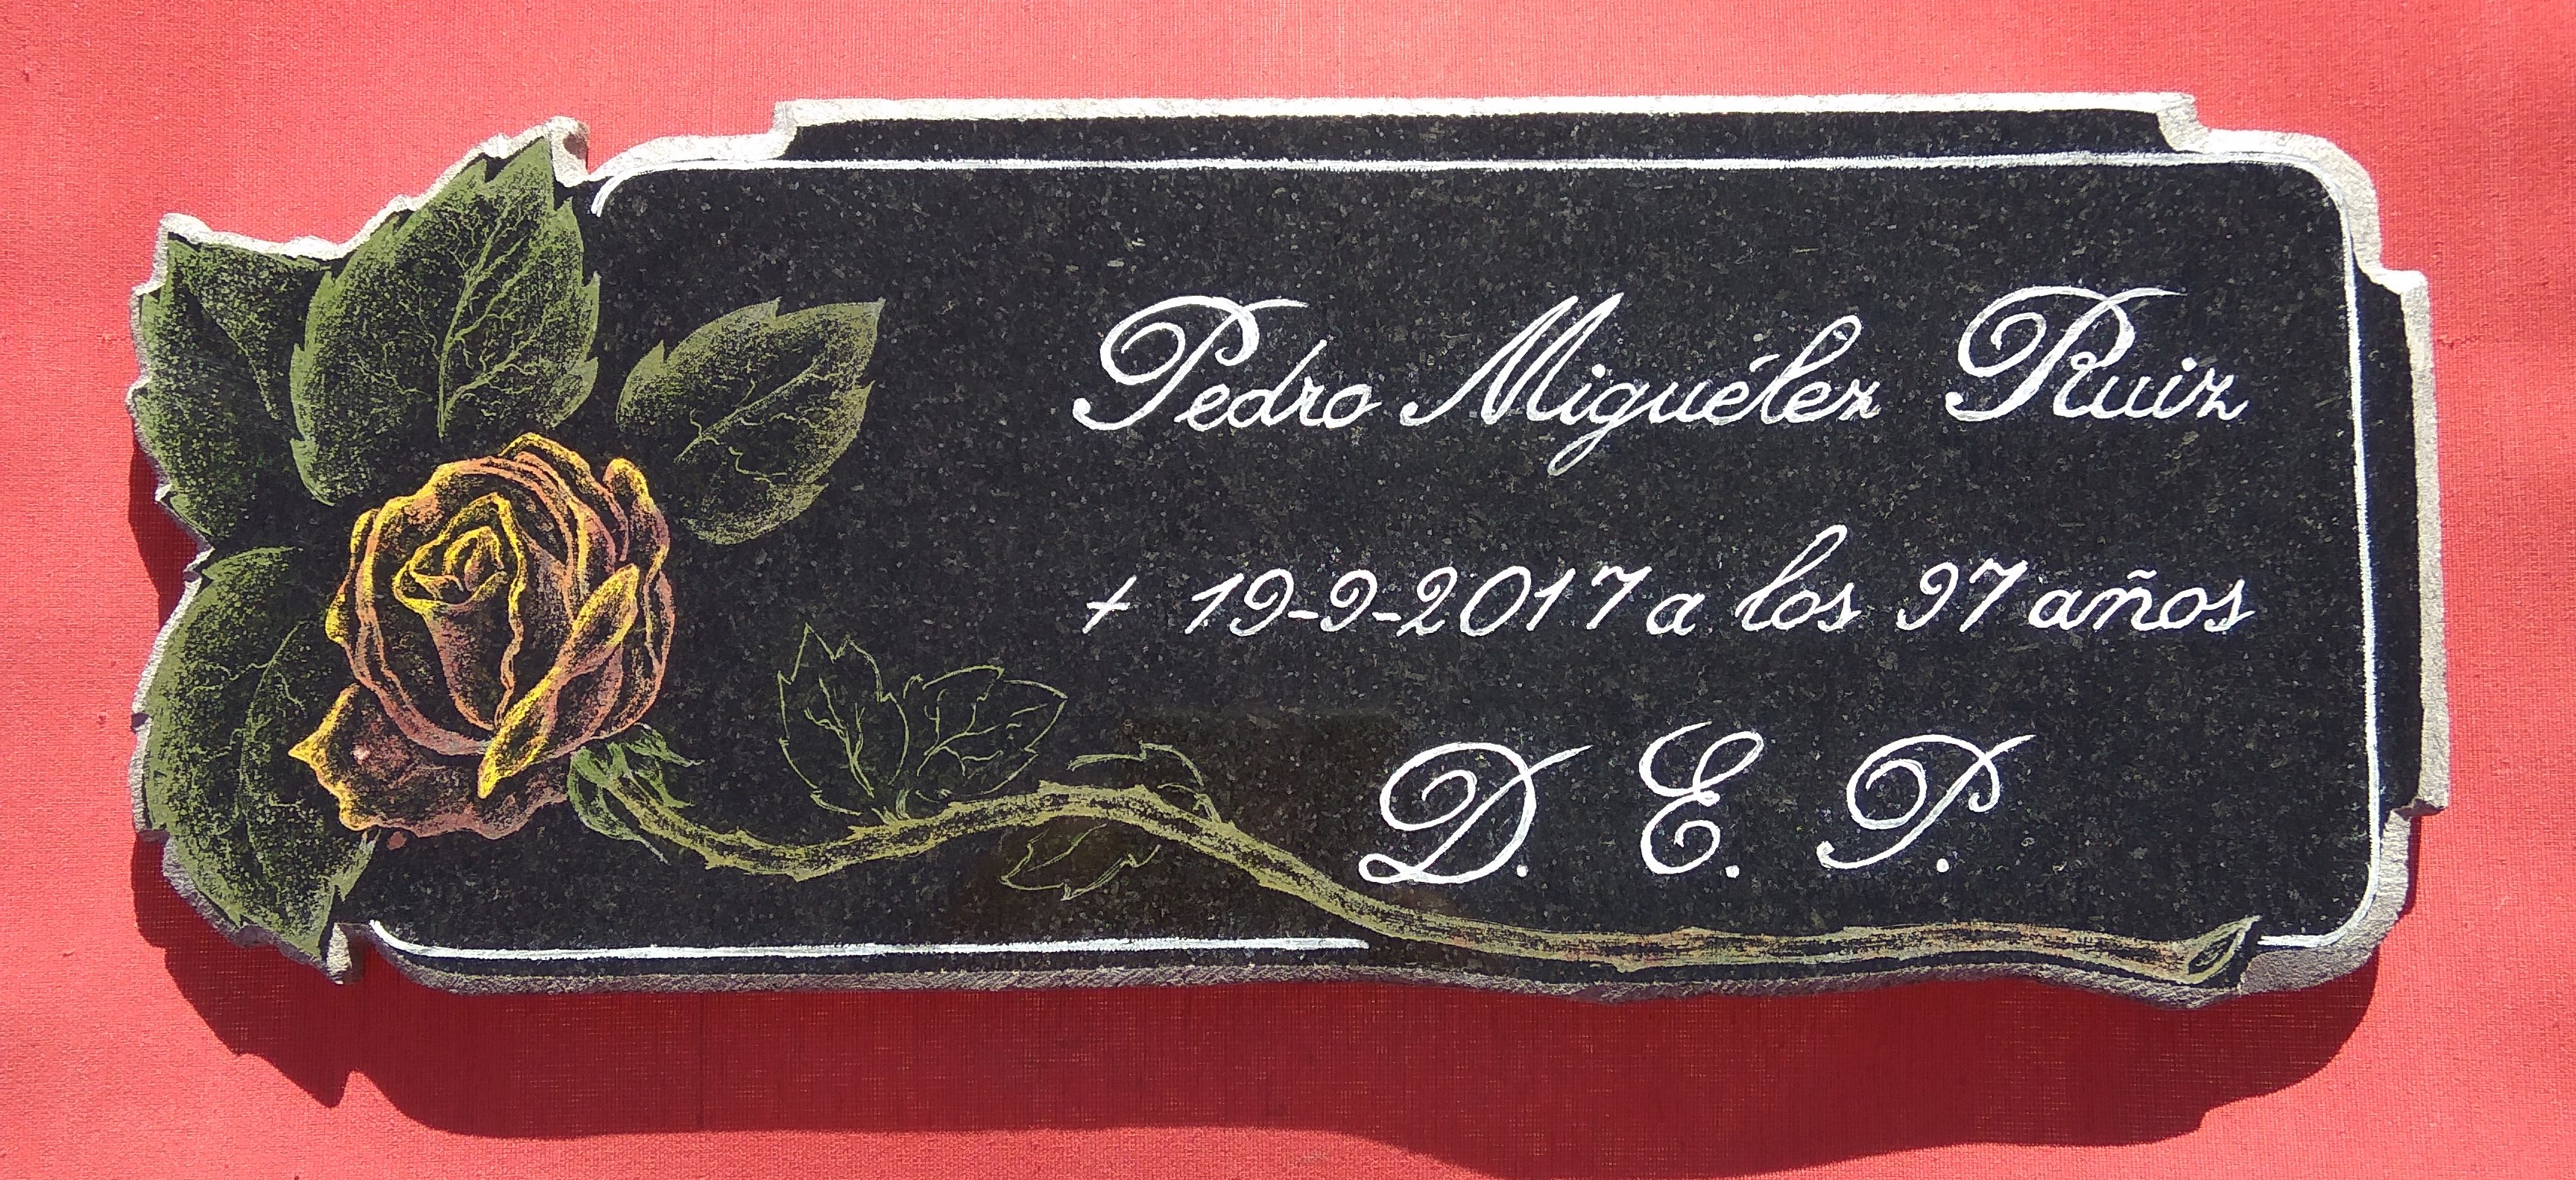 Pedro Miguélez Ruiz
+ 19-9-2017 a los 97 años
D. E. P.